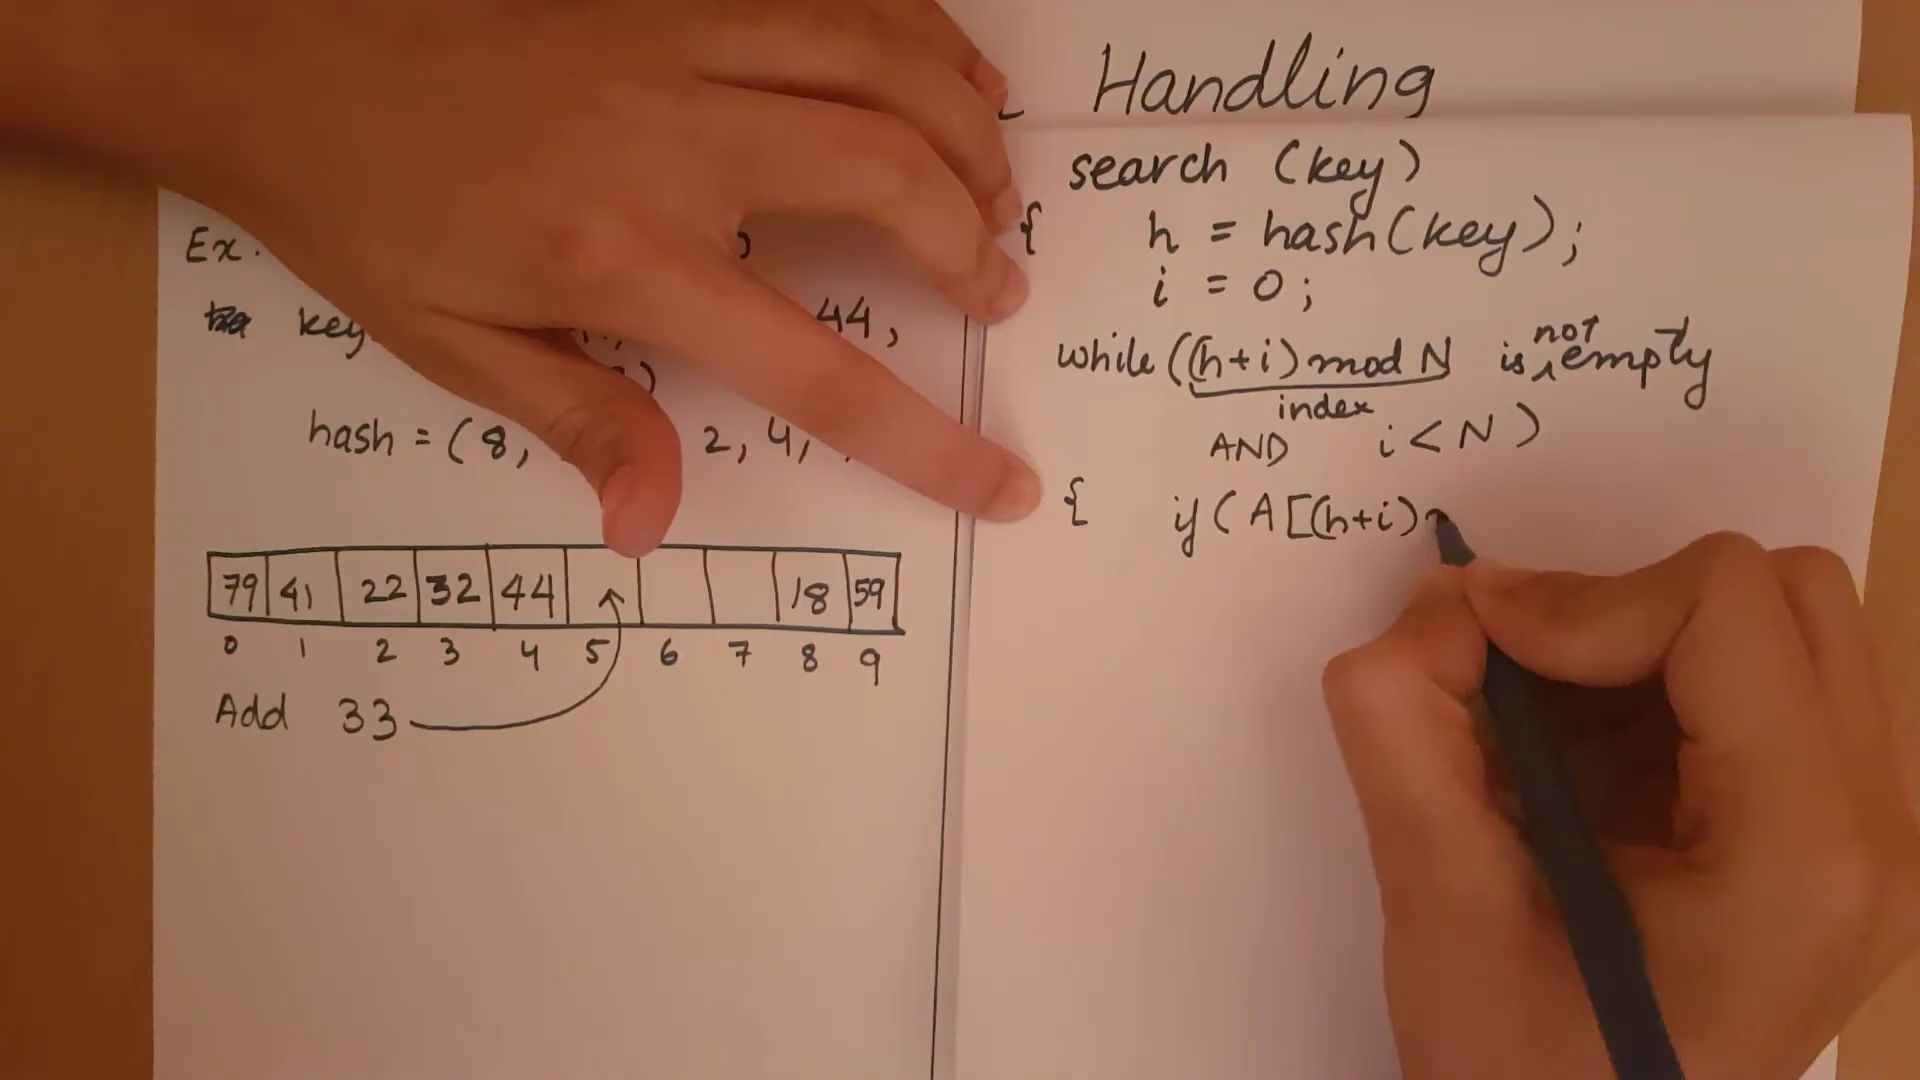 Handling
Ex.
key 44,
hash = (8, 2, 4,
79 41 22 32 44 18 59
0 1 2 3 4 5 6 7 8 9
Add 33
search (key)
{ h = hash(key);
i = 0;
while ((h+i) mod N is not empty
index
AND i < N )
{ if ( A [(h+i)